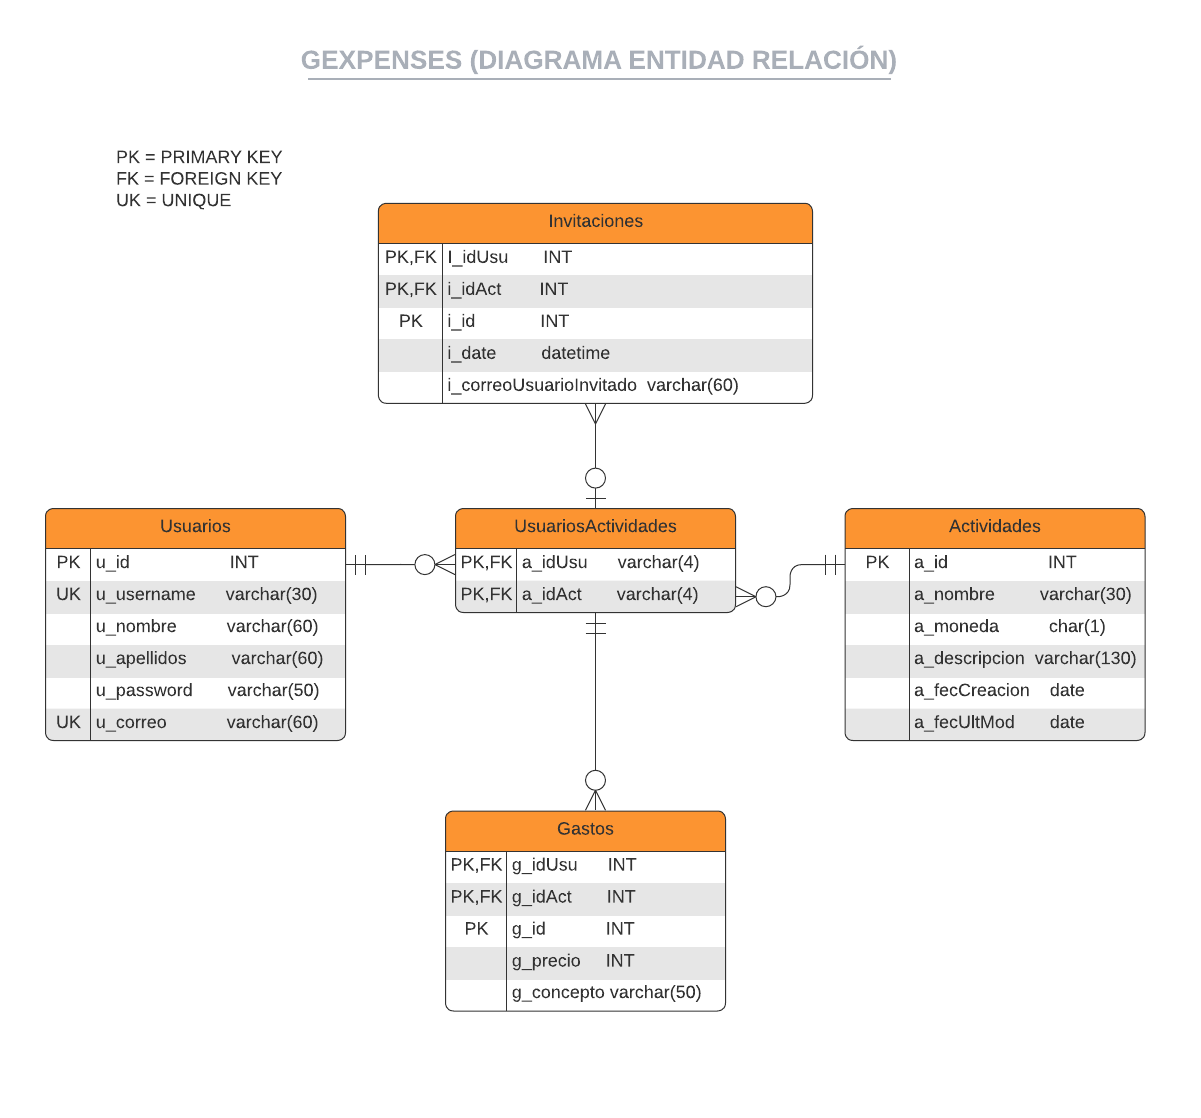 GEXPENSES (DIAGRAMA ENTIDAD RELACIÓN)
PK = PRIMARY KEY
FK = FOREIGN KEY
UK = UNIQUE
Invitaciones
PK,FK I_idUsu INT
PK,FK i_idAct INT
PK i_id INT
i_date datetime
i_correoUsuarioInvitado varchar(60)
Usuarios
PK u_id INT
UK u_username varchar(30)
u_nombre varchar(60)
u_apellidos varchar(60)
u_password varchar(50)
UK u_correo varchar(60)
UsuariosActividades
PK,FK a_idUsu varchar(4)
PK,FK a_idAct varchar(4)
Actividades
PK a_id INT
a_nombre varchar(30)
a_moneda char(1)
a_descripcion varchar(130)
a_fecCreacion date
a_fecUltMod date
Gastos
PK,FK g_idUsu INT
PK,FK g_idAct INT
PK g_id INT
g_precio INT
g_concepto varchar(50)